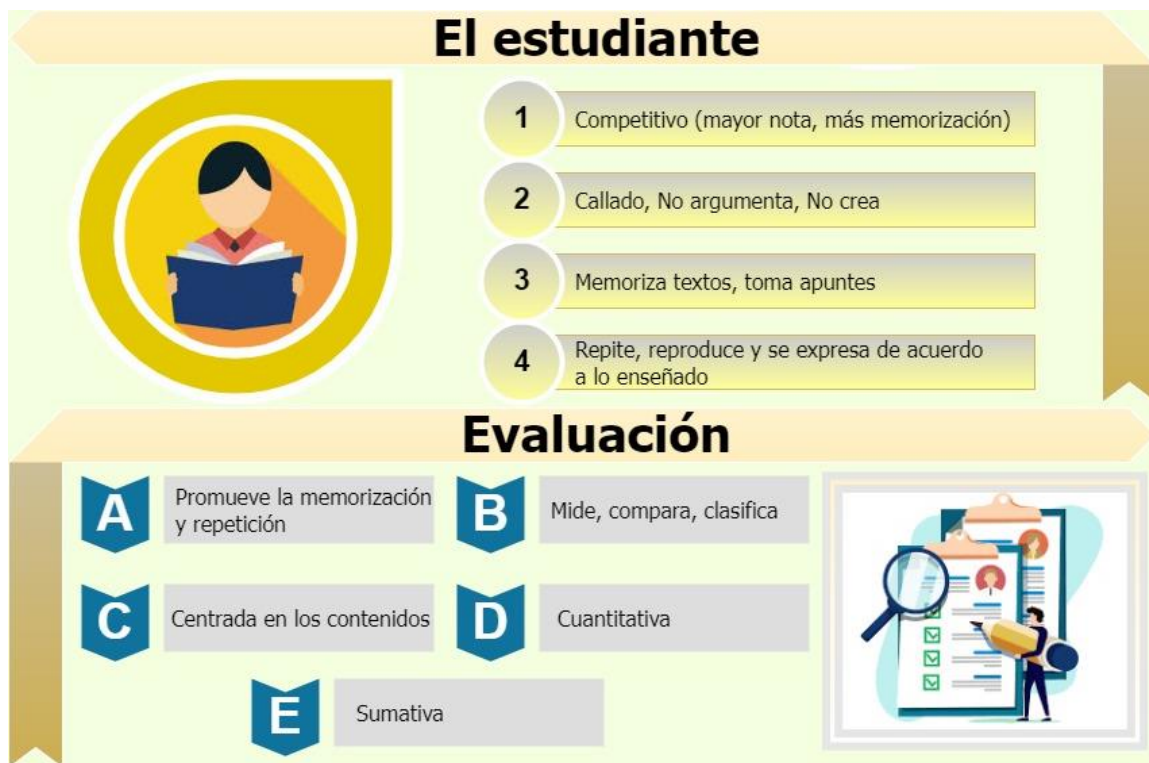 El estudiante
1
Competitivo (mayor nota, más memorización)
2
Callado, No argumenta, No crea
3
Memoriza textos, toma apuntes
4
Repite, reproduce y se expresa de acuerdo
a lo enseñado
Evaluación
A
Promueve la memorización
y repetición
B
Mide, compara, clasifica
C
Centrada en los contenidos
D
Cuantitativa
E
Sumativa